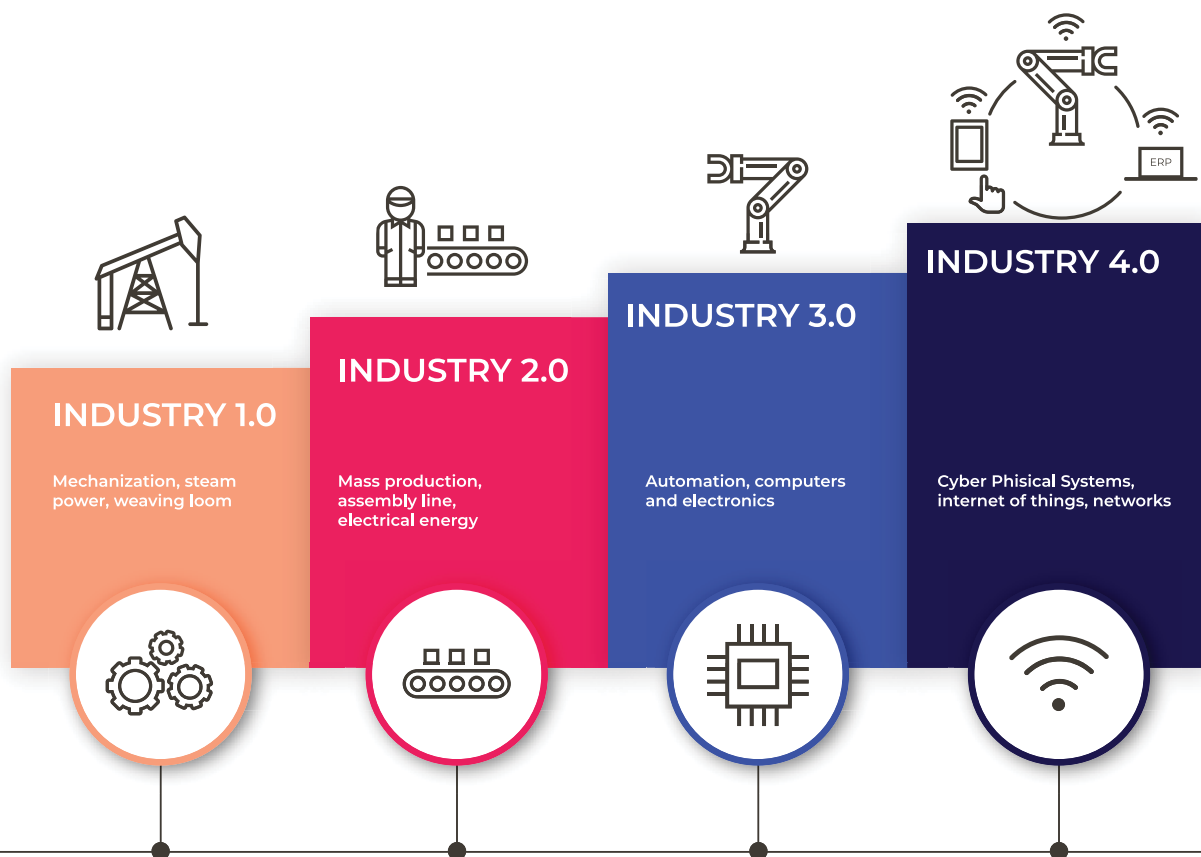 ERP
INDUSTRY 1.0
Mechanization, steam
power, weaving loom
INDUSTRY 2.0
Mass production,
assembly line,
electrical energy
INDUSTRY 3.0
Automation, computers
and electronics
INDUSTRY 4.0
Cyber Phisical Systems,
internet of things, networks